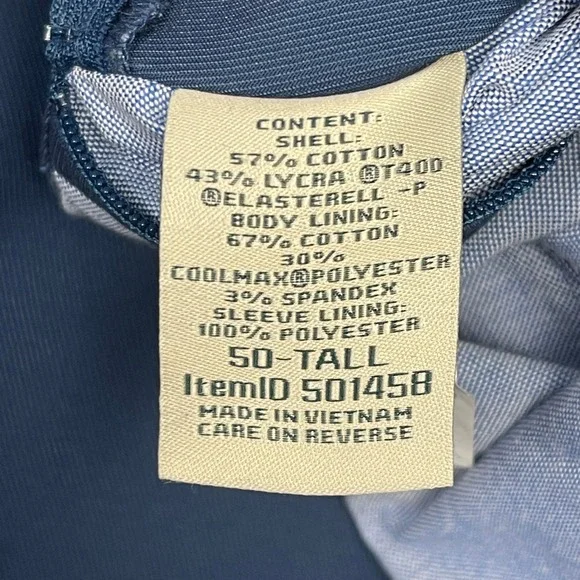 CONTENT:
SHELL:
57% COTTON
43% LYCRA ®T400
®ELASTERELL -P
BODY LINING:
67% COTTON
30%
COOLMAX®POLYESTER
3% SPANDEX
SLEEVE LINING:
100% POLYESTER
50-TALL
ItemID 501458
MADE IN VIETNAM
CARE ON REVERSE